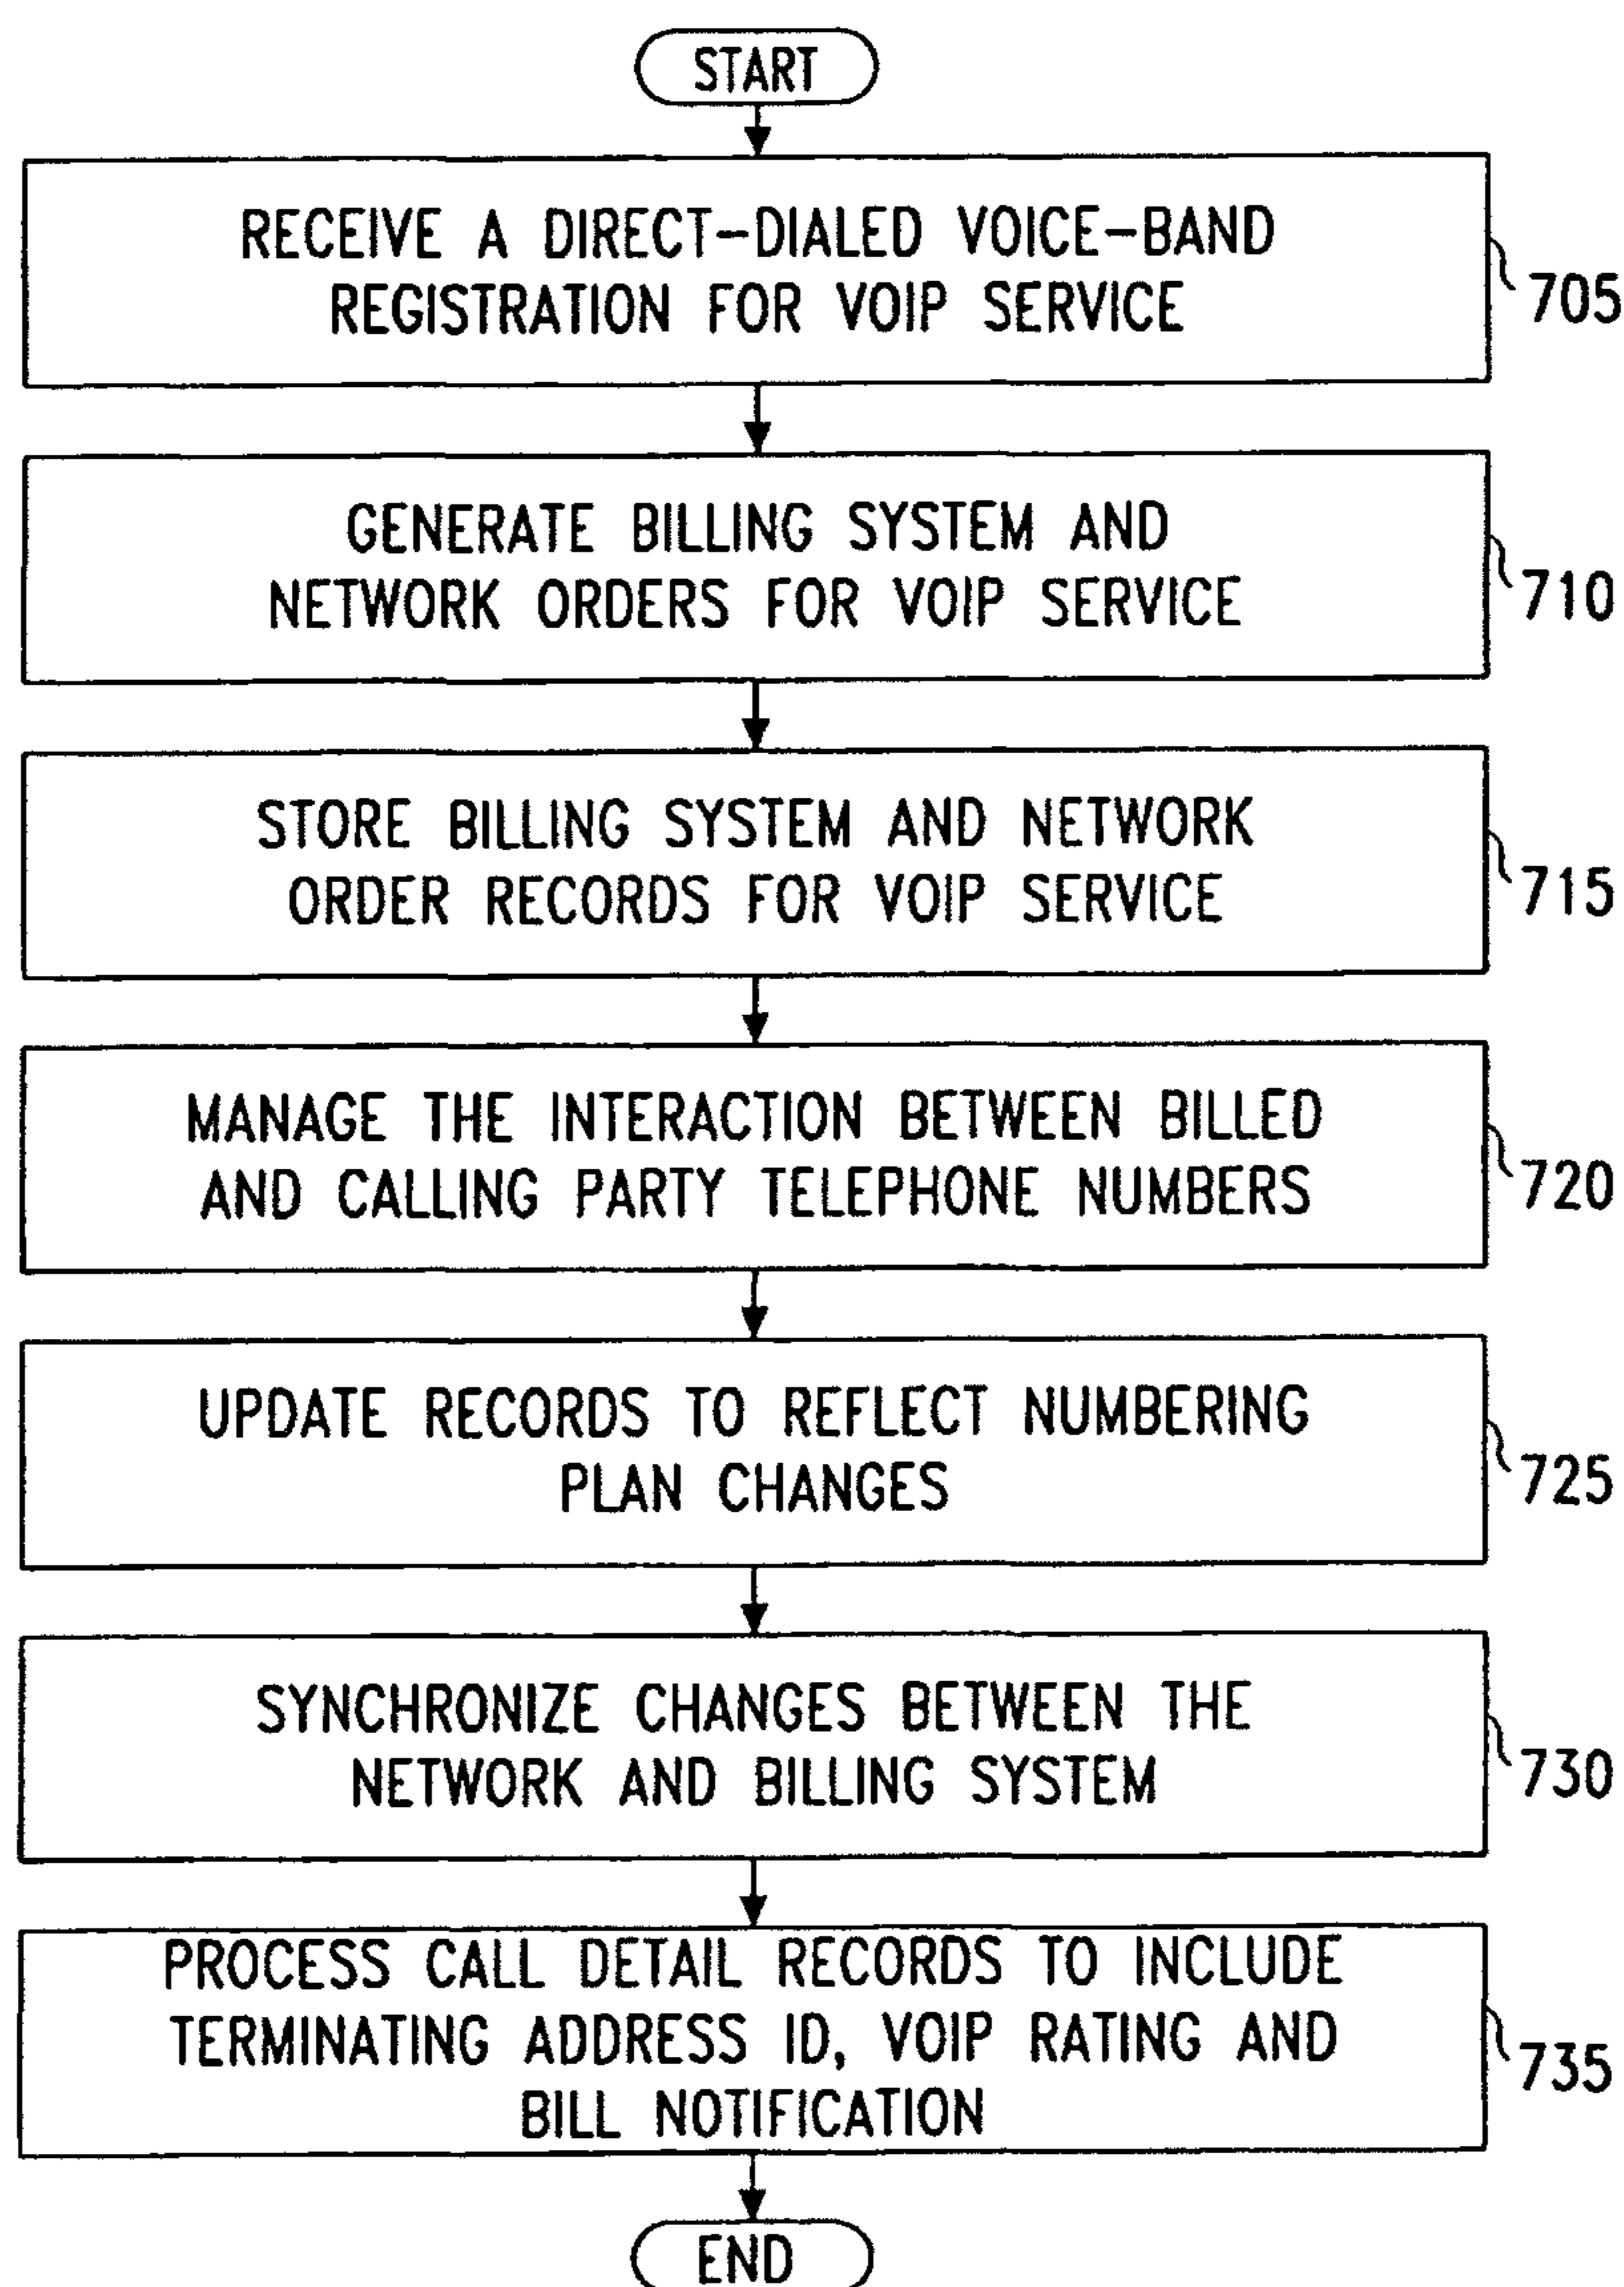 START
RECEIVE A DIRECT-DIALED VOICE-BAND
REGISTRATION FOR VOIP SERVICE
705
GENERATE BILLING SYSTEM AND
NETWORK ORDERS FOR VOIP SERVICE
710
STORE BILLING SYSTEM AND NETWORK
ORDER RECORDS FOR VOIP SERVICE
715
MANAGE THE INTERACTION BETWEEN BILLED
AND CALLING PARTY TELEPHONE NUMBERS
720
UPDATE RECORDS TO REFLECT NUMBERING
PLAN CHANGES
725
SYNCHRONIZE CHANGES BETWEEN THE
NETWORK AND BILLING SYSTEM
730
PROCESS CALL DETAIL RECORDS TO INCLUDE
TERMINATING ADDRESS ID, VOIP RATING AND
BILL NOTIFICATION
735
END